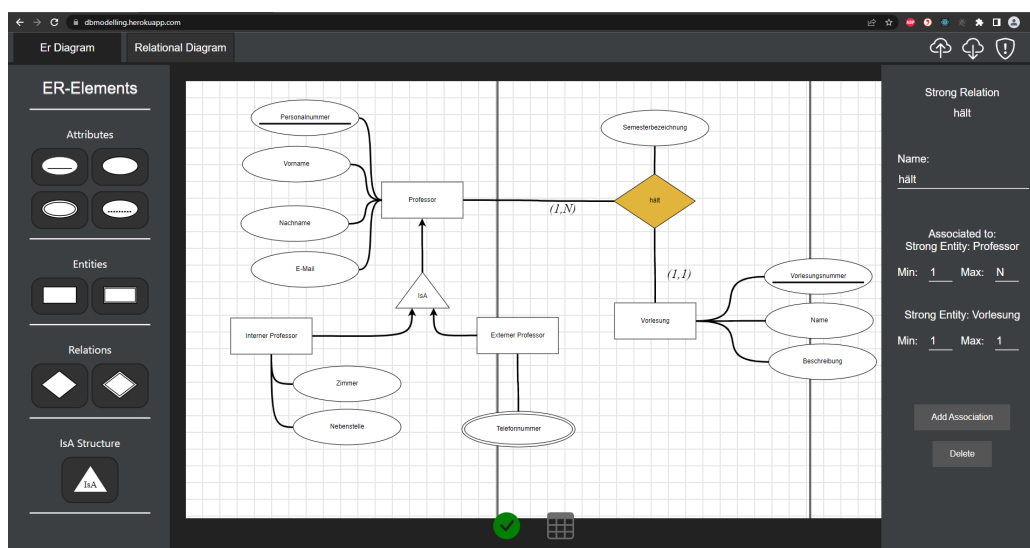 dbmodelling.herokuapp.com
Er Diagram
Relational Diagram
ER-Elements
Attributes
Entities
Relations
IsA Structure
IsA
Personalnummer
Vorname
Nachname
E-Mail
Professor
IsA
Interner Professor
Externer Professor
Zimmer
Nebenstelle
Telefonnummer
Semesterbezeichnung
hält
(1,N)
(1,1)
Vorlesung
Vorlesungsnummer
Name
Beschreibung
Strong Relation
hält
Name:
hält
Associated to:
Strong Entity: Professor
Min: 1 Max: N
Strong Entity: Vorlesung
Min: 1 Max: 1
Add Association
Delete